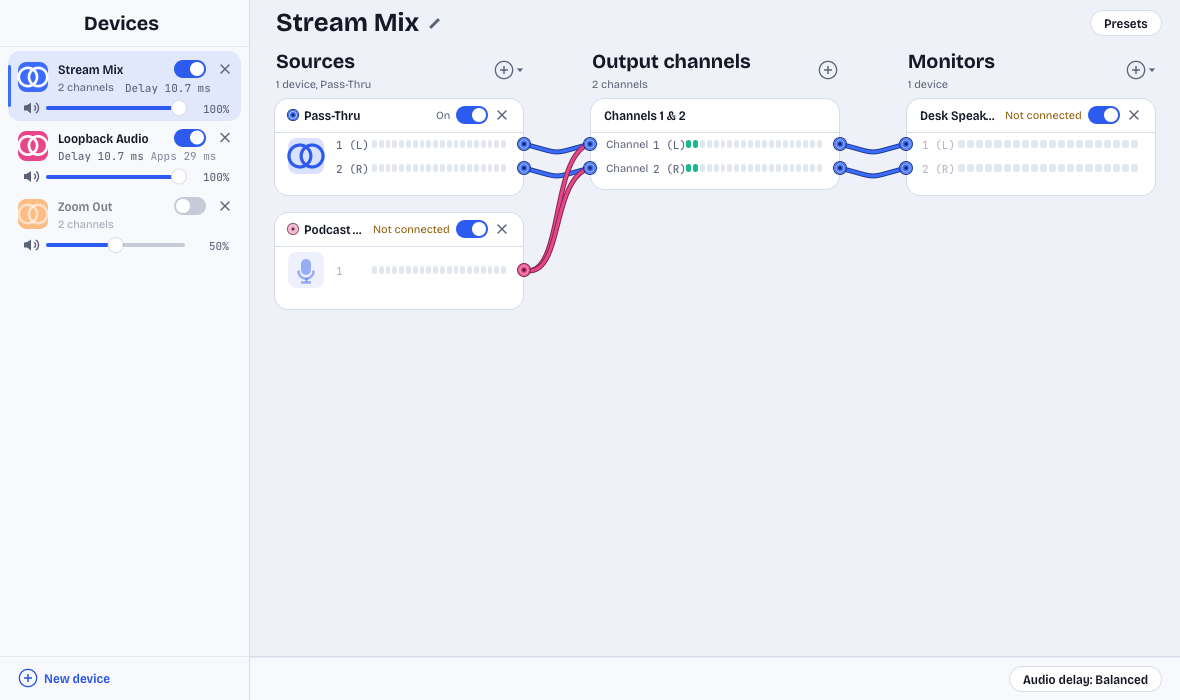 Devices
Stream Mix
2 channels Delay 10.7 ms
100%
Loopback Audio
Delay 10.7 ms Apps 29 ms
100%
Zoom Out
2 channels
50%
New device
Stream Mix
Presets
Sources
1 device, Pass-Thru
Output channels
2 channels
Monitors
1 device
Pass-Thru On
1 (L)
2 (R)
Podcast ... Not connected
1
Channels 1 & 2
Channel 1 (L)
Channel 2 (R)
Desk Speak... Not connected
1 (L)
2 (R)
Audio delay: Balanced